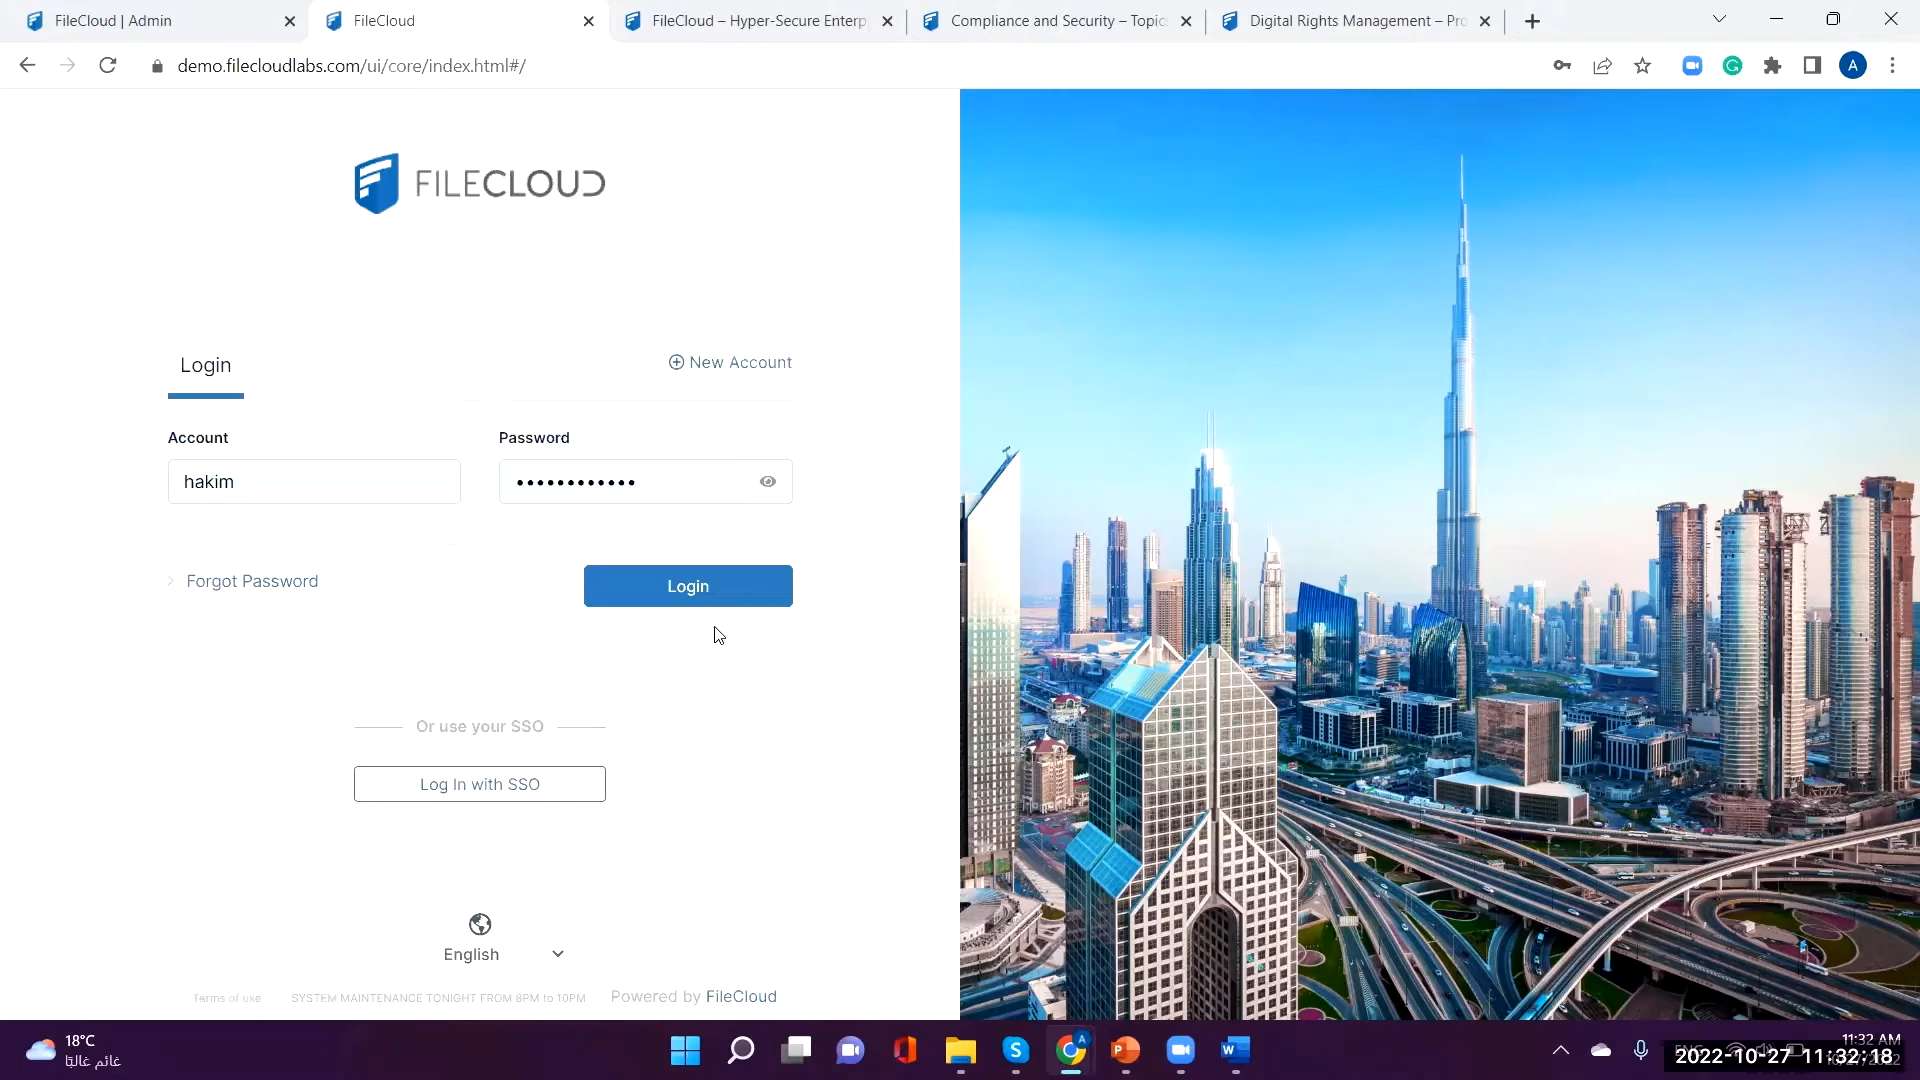 FileCloud | Admin
FileCloud
FileCloud – Hyper-Secure Enterp
Compliance and Security – Topic
Digital Rights Management – Pro
demo.filecloudlabs.com/ui/core/index.html#/
A
FILECLOUD
Login
New Account
Account
Password
hakim
Forgot Password
Login
Or use your SSO
Log In with SSO
English
Terms of use
SYSTEM MAINTENANCE TONIGHT FROM 8PM to 10PM
Powered by FileCloud
18°C
غائم غالبًا
11:32 AM
2022-10-27 11:32:18